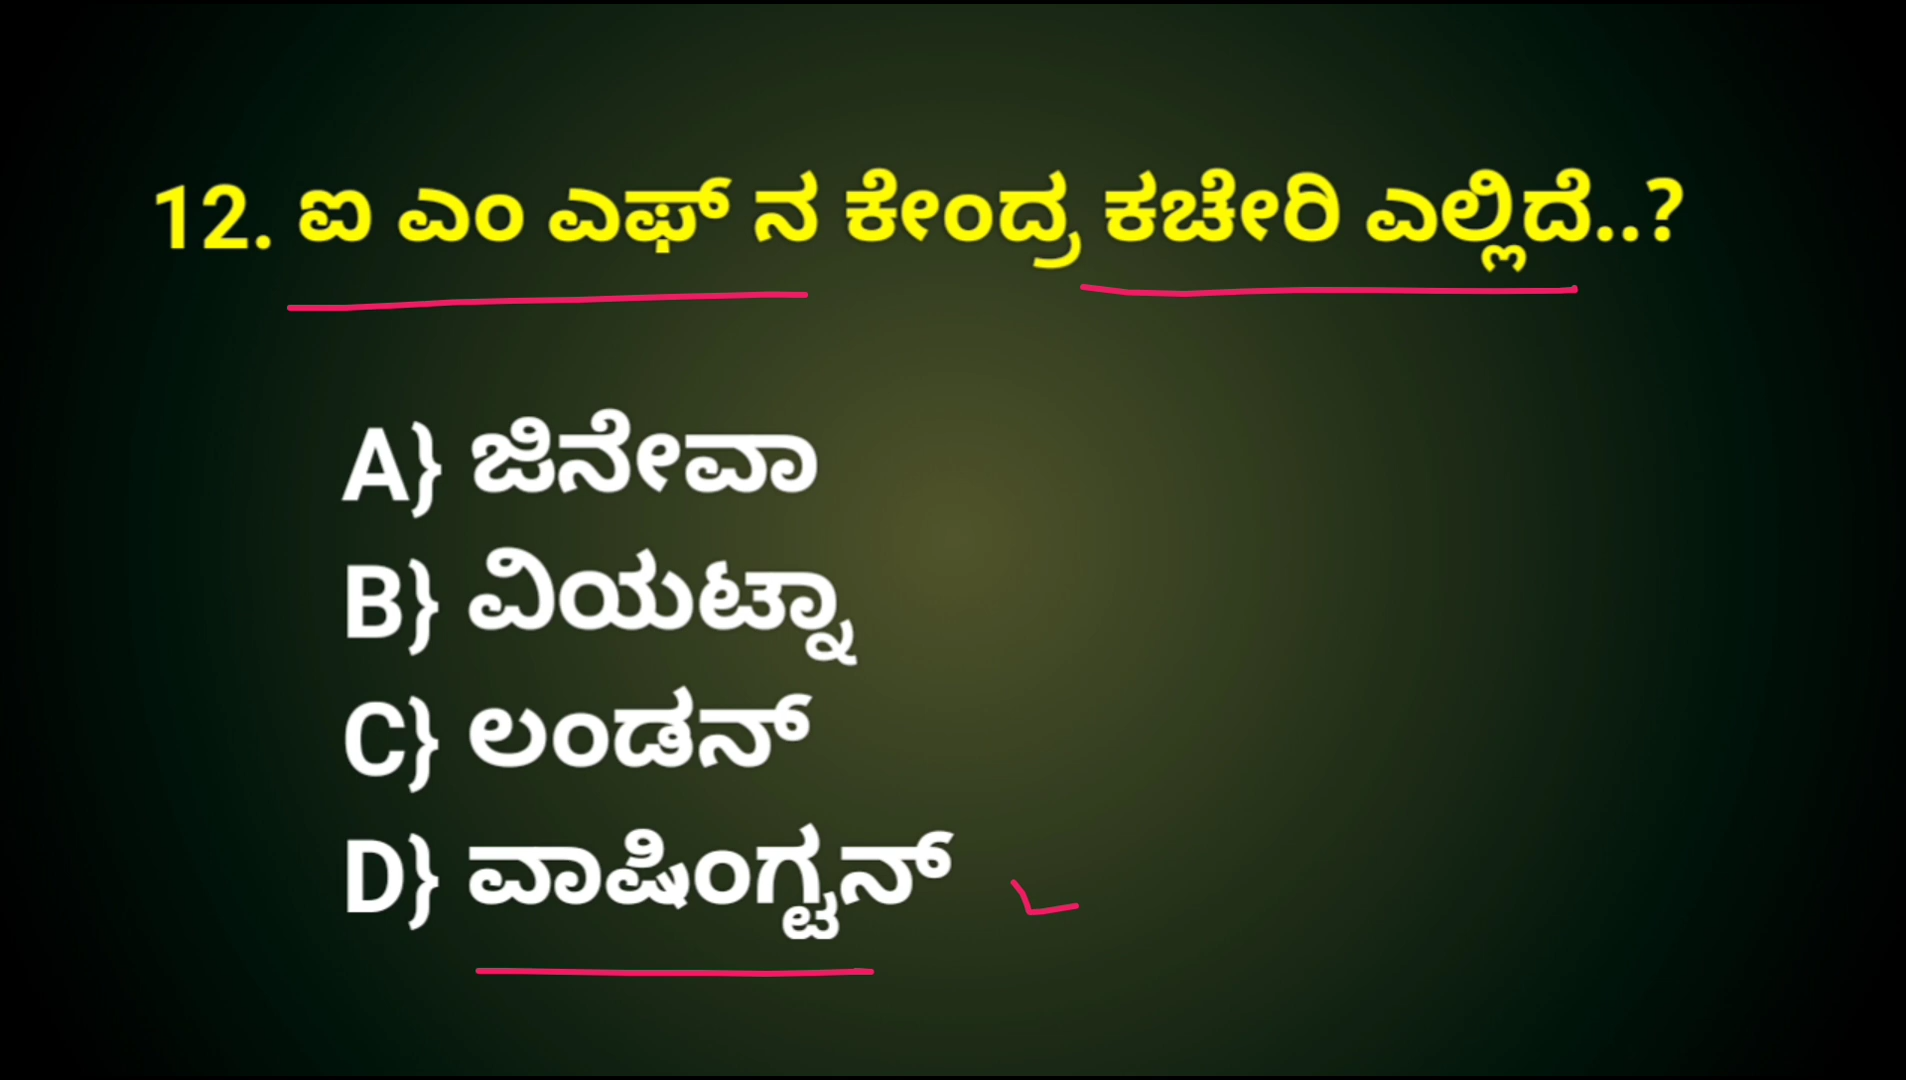 12. ಐ ಎಂ ಎಫ್ ನ ಕೇಂದ್ರ ಕಚೇರಿ ಎಲ್ಲಿದೆ..?
A} ಜಿನೇವಾ
B} ವಿಯಟ್ನಾ
C} ಲಂಡನ್
D} ವಾಷಿಂಗ್ಟನ್